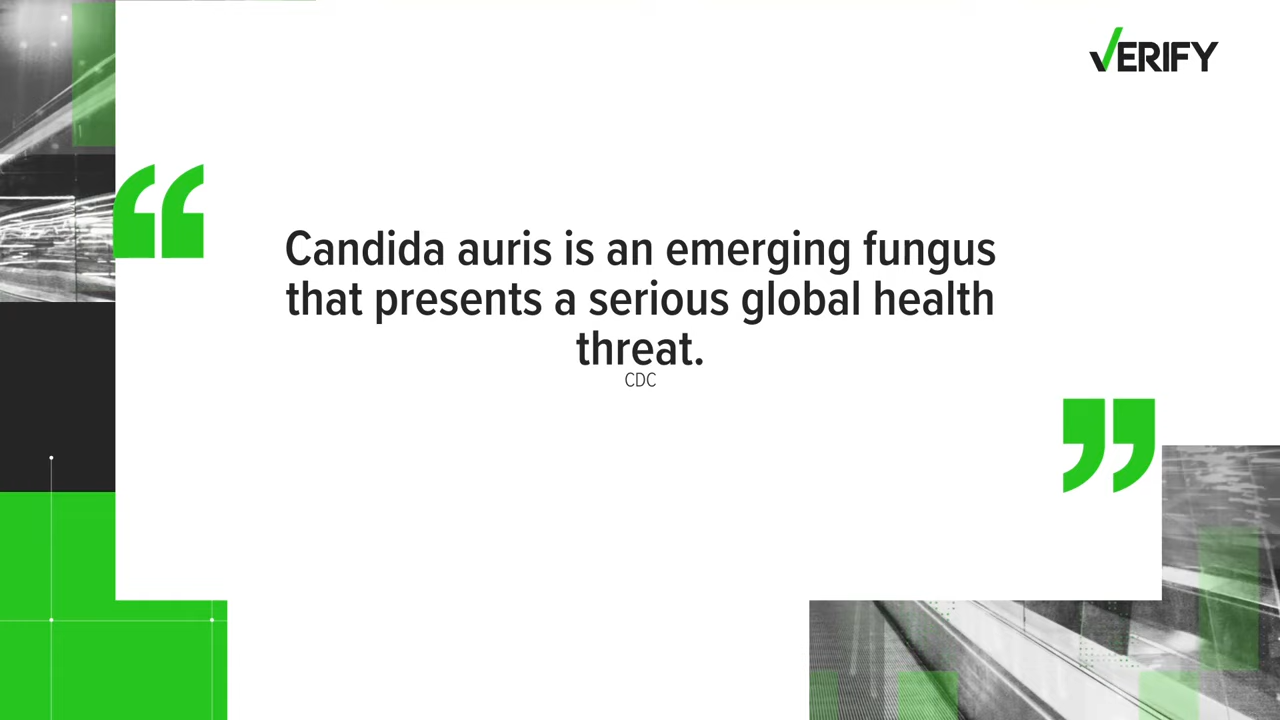 VERIFY
Candida auris is an emerging fungus
that presents a serious global health
threat.
CDC